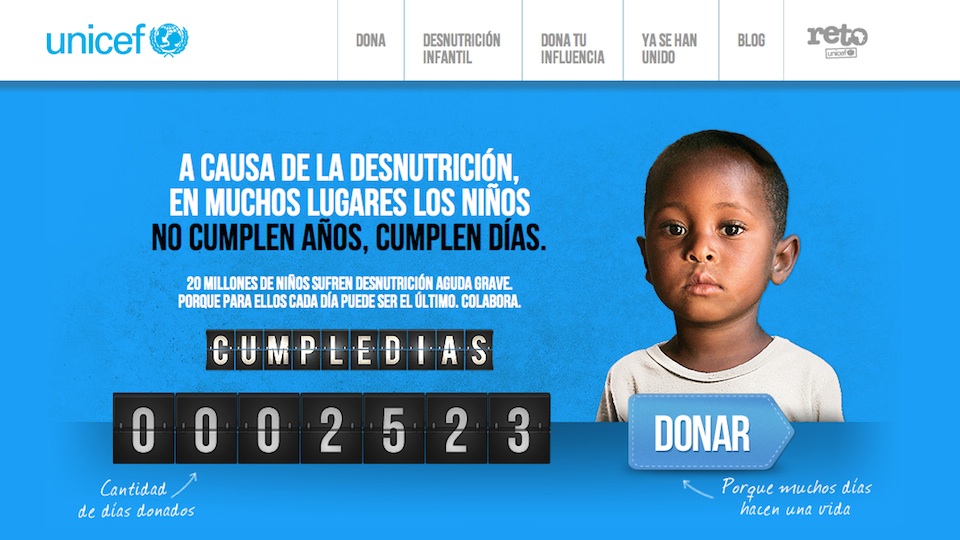 unicef
DONA
DESNUTRICIÓN
INFANTIL
DONA TU
INFLUENCIA
YA SE HAN
UNIDO
BLOG
reto
unicef
A CAUSA DE LA DESNUTRICIÓN,
EN MUCHOS LUGARES LOS NIÑOS
NO CUMPLEN AÑOS, CUMPLEN DÍAS.
20 MILLONES DE NIÑOS SUFREN DESNUTRICIÓN AGUDA GRAVE.
PORQUE PARA ELLOS CADA DÍA PUEDE SER EL ÚLTIMO. COLABORA.
CUMPLEDIAS
0002523
DONAR
Cantidad
de días donados
Porque muchos días
hacen una vida